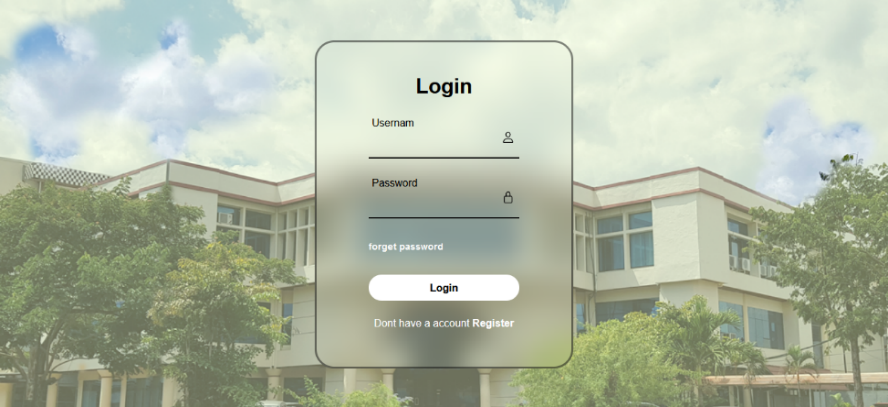 Login
Usernam
Password
forget password
Login
Dont have a account Register